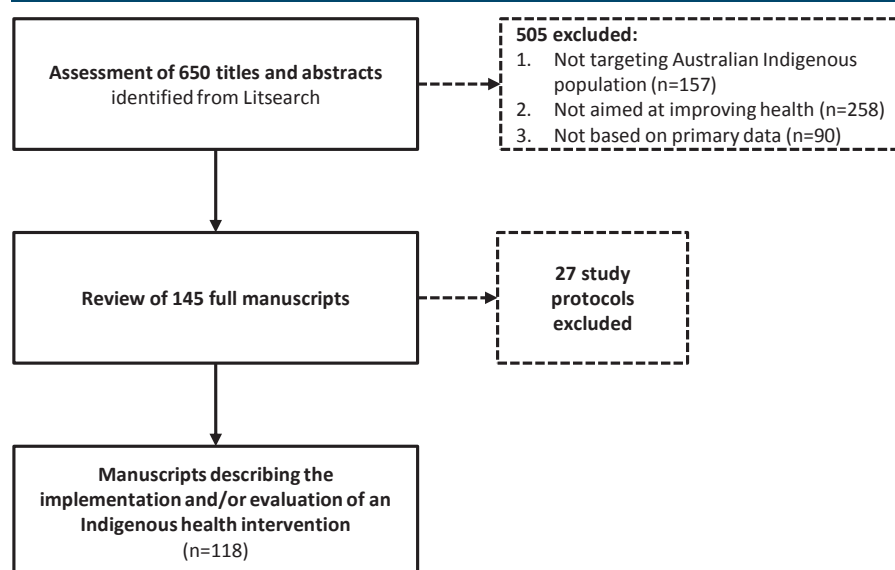 Assessment of 650 titles and abstracts
identified from Litsearch
505 excluded:
1. Not targeting Australian Indigenous
population (n=157)
2. Not aimed at improving health (n=258)
3. Not based on primary data (n=90)
Review of 145 full manuscripts
27 study
protocols
excluded
Manuscripts describing the
implementation and/or evaluation of an
Indigenous health intervention
(n=118)